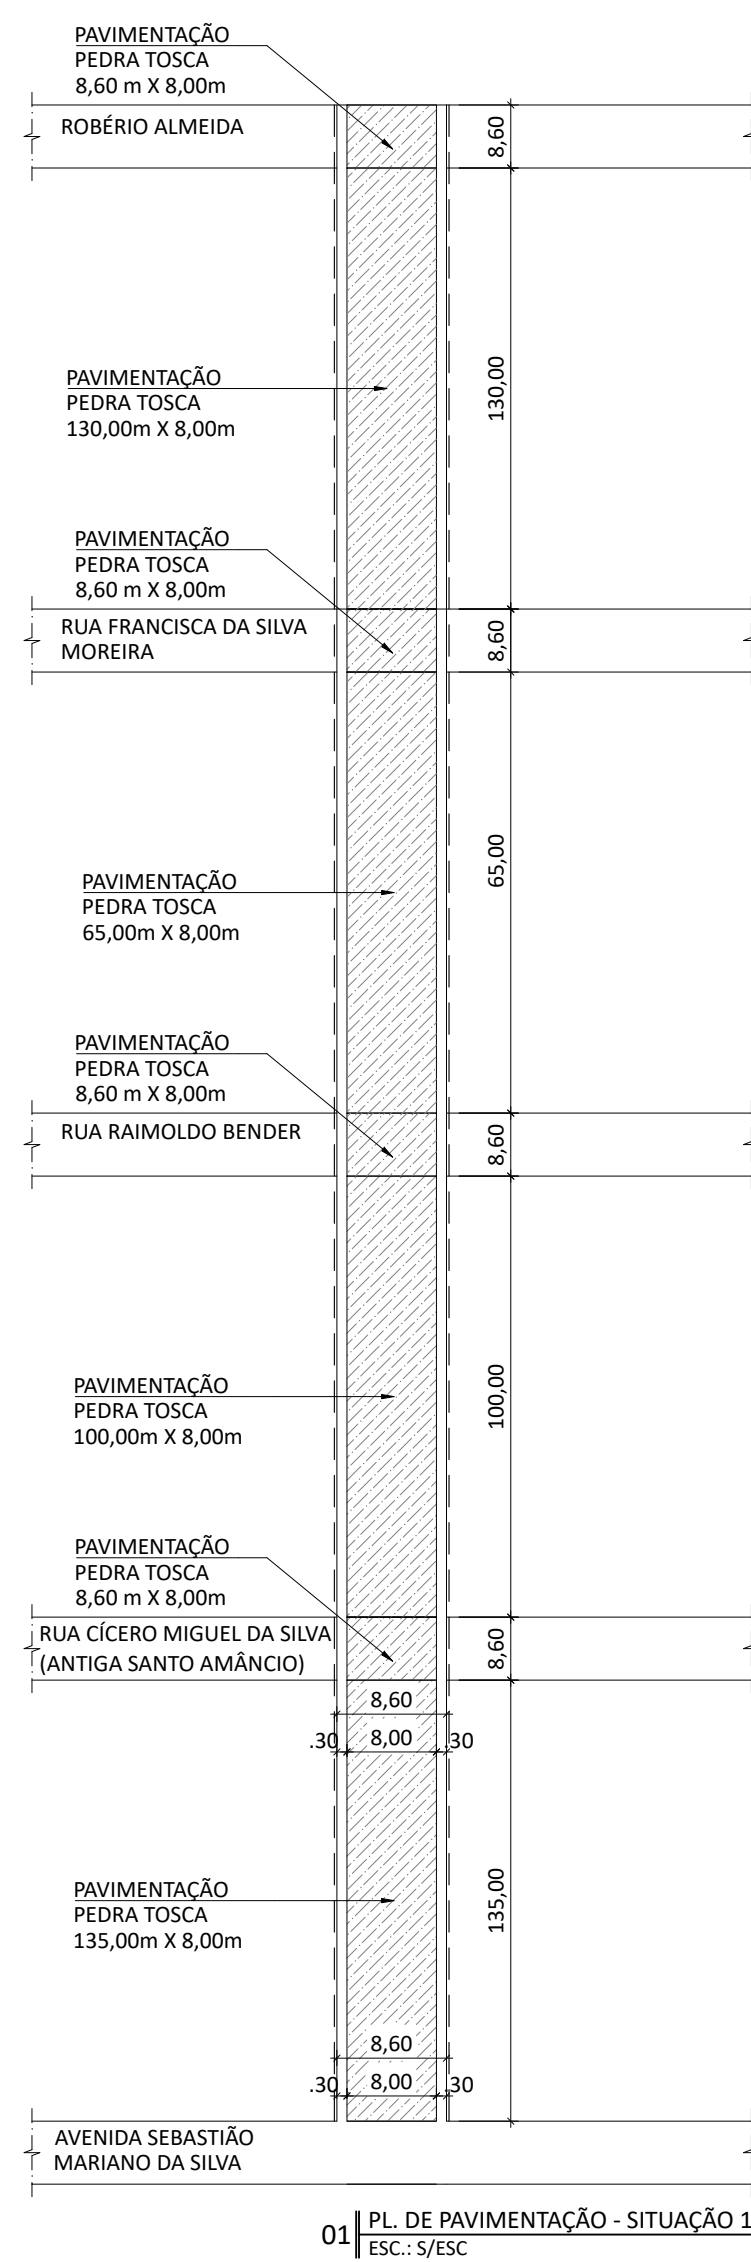 PAVIMENTAÇÃO
PEDRA TOSCA
8,60 m X 8,00m
ROBÉRIO ALMEIDA
8,60
130,00
PAVIMENTAÇÃO
PEDRA TOSCA
130,00m X 8,00m
PAVIMENTAÇÃO
PEDRA TOSCA
8,60 m X 8,00m
RUA FRANCISCA DA SILVA
MOREIRA
8,60
65,00
PAVIMENTAÇÃO
PEDRA TOSCA
65,00m X 8,00m
PAVIMENTAÇÃO
PEDRA TOSCA
8,60 m X 8,00m
RUA RAIMOLDO BENDER
8,60
100,00
PAVIMENTAÇÃO
PEDRA TOSCA
100,00m X 8,00m
PAVIMENTAÇÃO
PEDRA TOSCA
8,60 m X 8,00m
RUA CÍCERO MIGUEL DA SILVA
(ANTIGA SANTO AMÂNCIO)
8,60
8,60
.30 8,00 .30
135,00
PAVIMENTAÇÃO
PEDRA TOSCA
135,00m X 8,00m
8,60
.30 8,00 .30
AVENIDA SEBASTIÃO
MARIANO DA SILVA
01 PL. DE PAVIMENTAÇÃO - SITUAÇÃO 1
ESC.: S/ESC